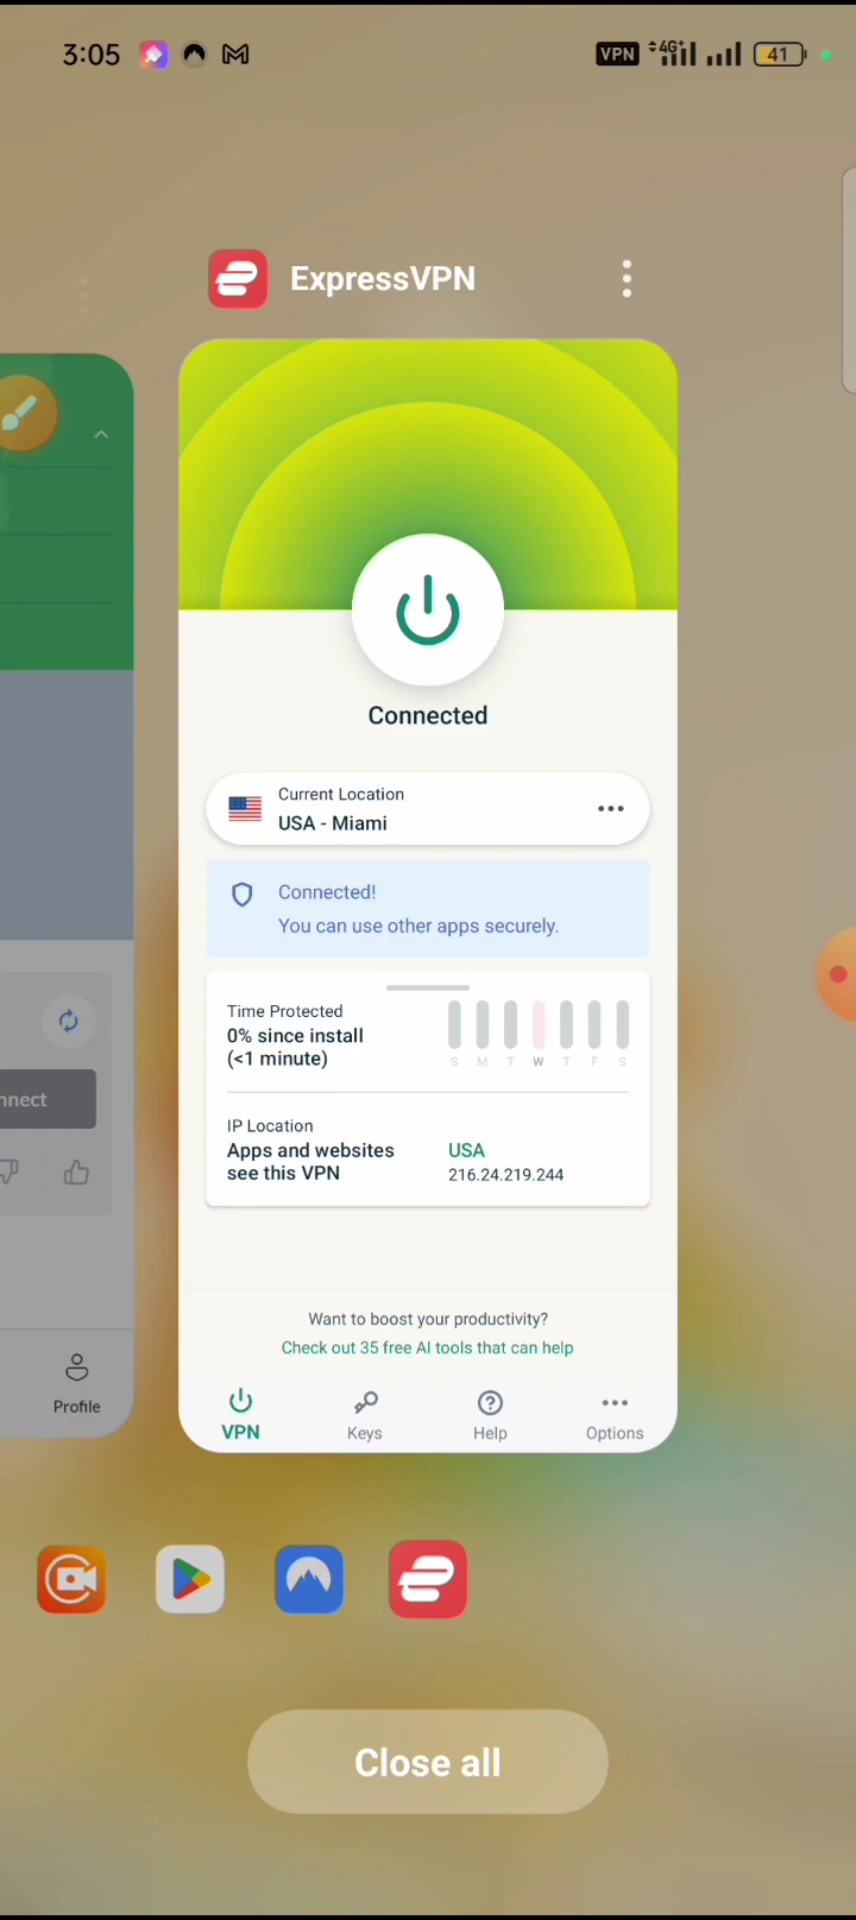 3:05
VPN 4G+ 41
ExpressVPN
Connected
Current Location
USA - Miami
Connected!
You can use other apps securely.
Time Protected
0% since install
(<1 minute)
S M T W T F S
IP Location
Apps and websites
see this VPN
USA
216.24.219.244
nnect
Want to boost your productivity?
Check out 35 free AI tools that can help
Profile
VPN
Keys
Help
Options
Close all